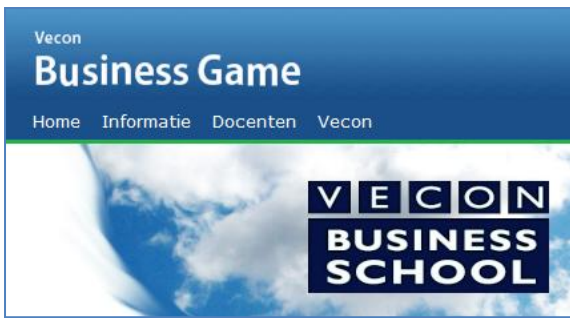 Vecon
Business Game
Home Informatie Docenten Vecon
VECON
BUSINESS
SCHOOL